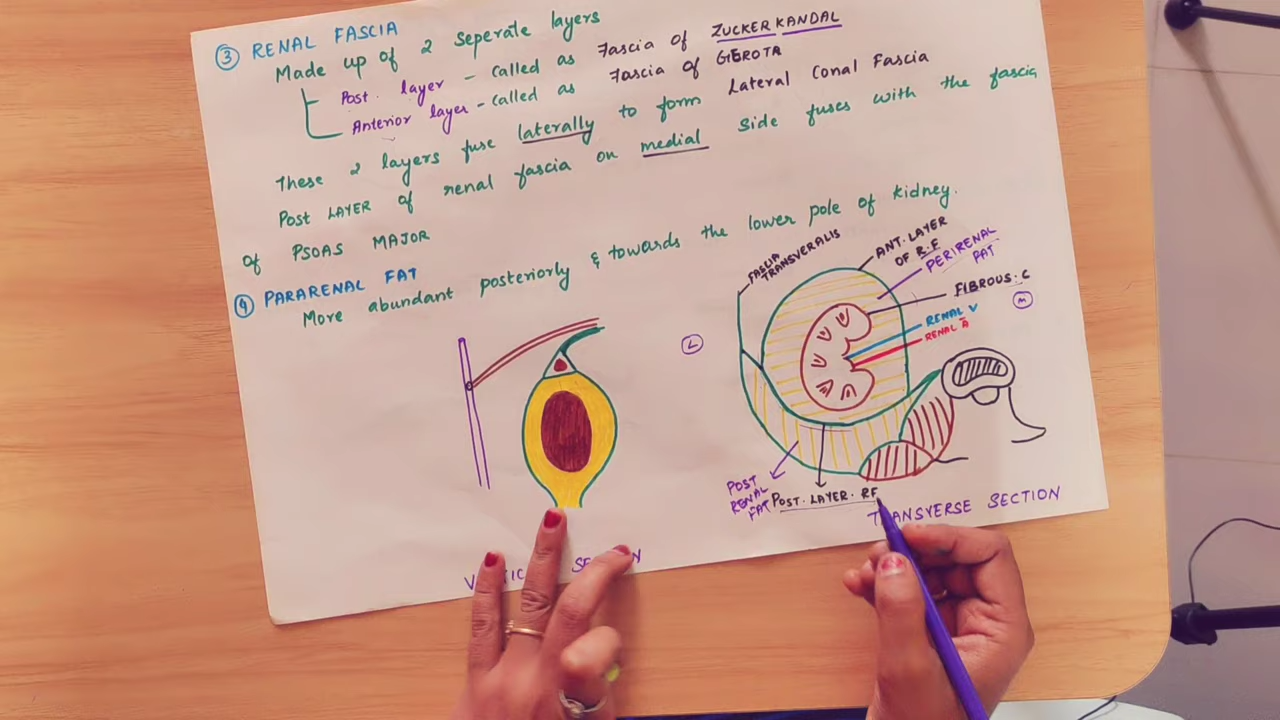 ③ RENAL FASCIA
Made up of 2 seperate layers
Post. layer - called as Fascia of ZUCKERKANDAL
Anterior layer - called as Fascia of GEROTA
These 2 layers fuse laterally to form Lateral Conal Fascia
Post LAYER of renal fascia on medial side fuses with the fascia
of PSOAS MAJOR
④ PARARENAL FAT
More abundant posteriorly & towards the lower pole of kidney.
FASCIA
TRANSVERALIS
ANT. LAYER
OF R.F
PERIRENAL
FAT
FIBROUS. C
M
RENAL V
RENAL A
L
POST
RENAL
FAT
POST. LAYER. RF
TRANSVERSE SECTION